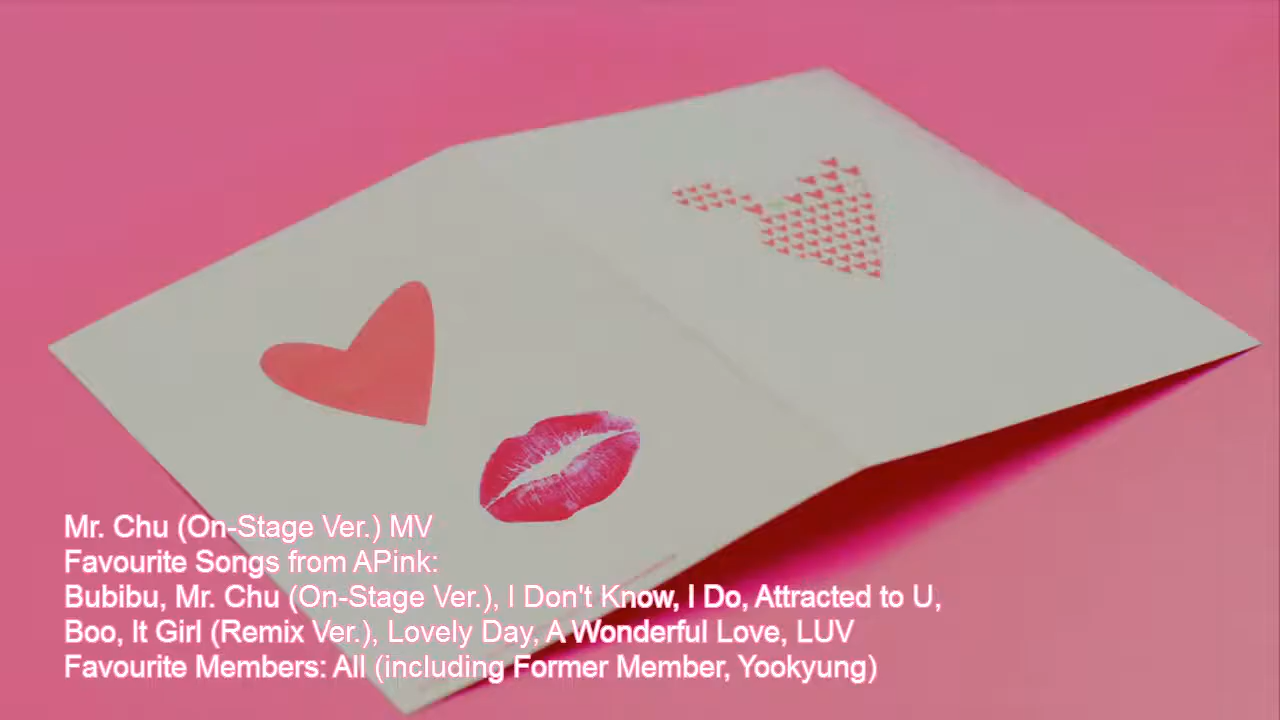 Mr. Chu (On-Stage Ver.) MV
Favourite Songs from APink:
Bubibu, Mr. Chu (On-Stage Ver.), I Don't Know, I Do, Attracted to U,
Boo, It Girl (Remix Ver.), Lovely Day, A Wonderful Love, LUV
Favourite Members: All (including Former Member, Yookyung)